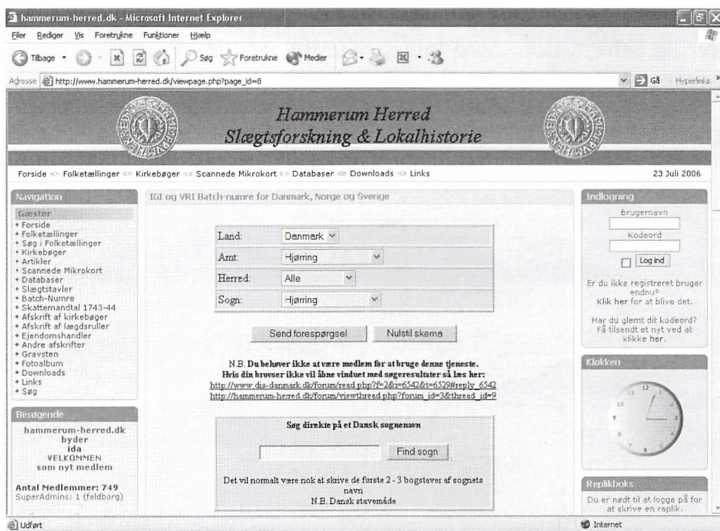 hammerum-herred.dk - Microsoft Internet Explorer
Filer Rediger Vis Foretrukne Funktioner Hjælp
Tilbage Søg Foretrukne Medier
Adresse http://www.hammerum-herred.dk/viewpage.php?page_id=8 Gå Hyperlinks
Hammerum Herred
Slægtsforskning & Lokalhistorie
Forside Folketællinger Kirkebøger Scannede Mikrokort Databaser Downloads Links 23 Juli 2006
Navigation
Gæster
Forside
Folketællinger
Søg i Folketællinger
Kirkebøger
Artikler
Scannede Mikrokort
Databaser
Slægtstavler
Batch-Numre
Skattemandtal 1743-44
Afskrift af kirkebøger
Afskrift af lægdsruller
Ejendomshandler
Andre afskrifter
Gravsten
Fotoalbum
Downloads
Links
Søg
Besøgende
hammerum-herred.dk
byder
ida
VELKOMMEN
som nyt medlem
Antal Medlemmer: 749
SuperAdmins: 1 (feldborg)
IGI og VRI Batch-numre for Danmark, Norge og Sverige
Land: Danmark
Amt: Hjørring
Herred: Alle
Sogn: Hjørring
Send forespørgsel Nulstil skema
N.B. Du behøver ikke at være medlem for at bruge denne tjeneste.
Hvis din browser ikke vil åbne vinduet med søgeresultater så læs her:
http://www.dis-danmark.dk/forum/read.php?f=2&i=6542&t=6529#reply_6542
http://hammerum-herred.dk/forum/viewthread.php?forum_id=3&thread_id=9
Søg direkte på et Dansk sognenavn
Find sogn
Det vil normalt være nok at skrive de første 2 - 3 bogstaver af sognets
navn
N.B. Dansk stavemåde
Indlogning
Brugernavn
Kodeord
Log ind
Er du ikke registreret bruger
endnu?
Klik her for at blive det.
Har du glemt dit kodeord?
Få tilsendt et nyt ved at
klikke her.
Klokken
12
1
2
3
4
5
6
7
8
9
10
11
Replikboks
Du er nødt til at logge på for
at skrive en replik.
Udført Internet